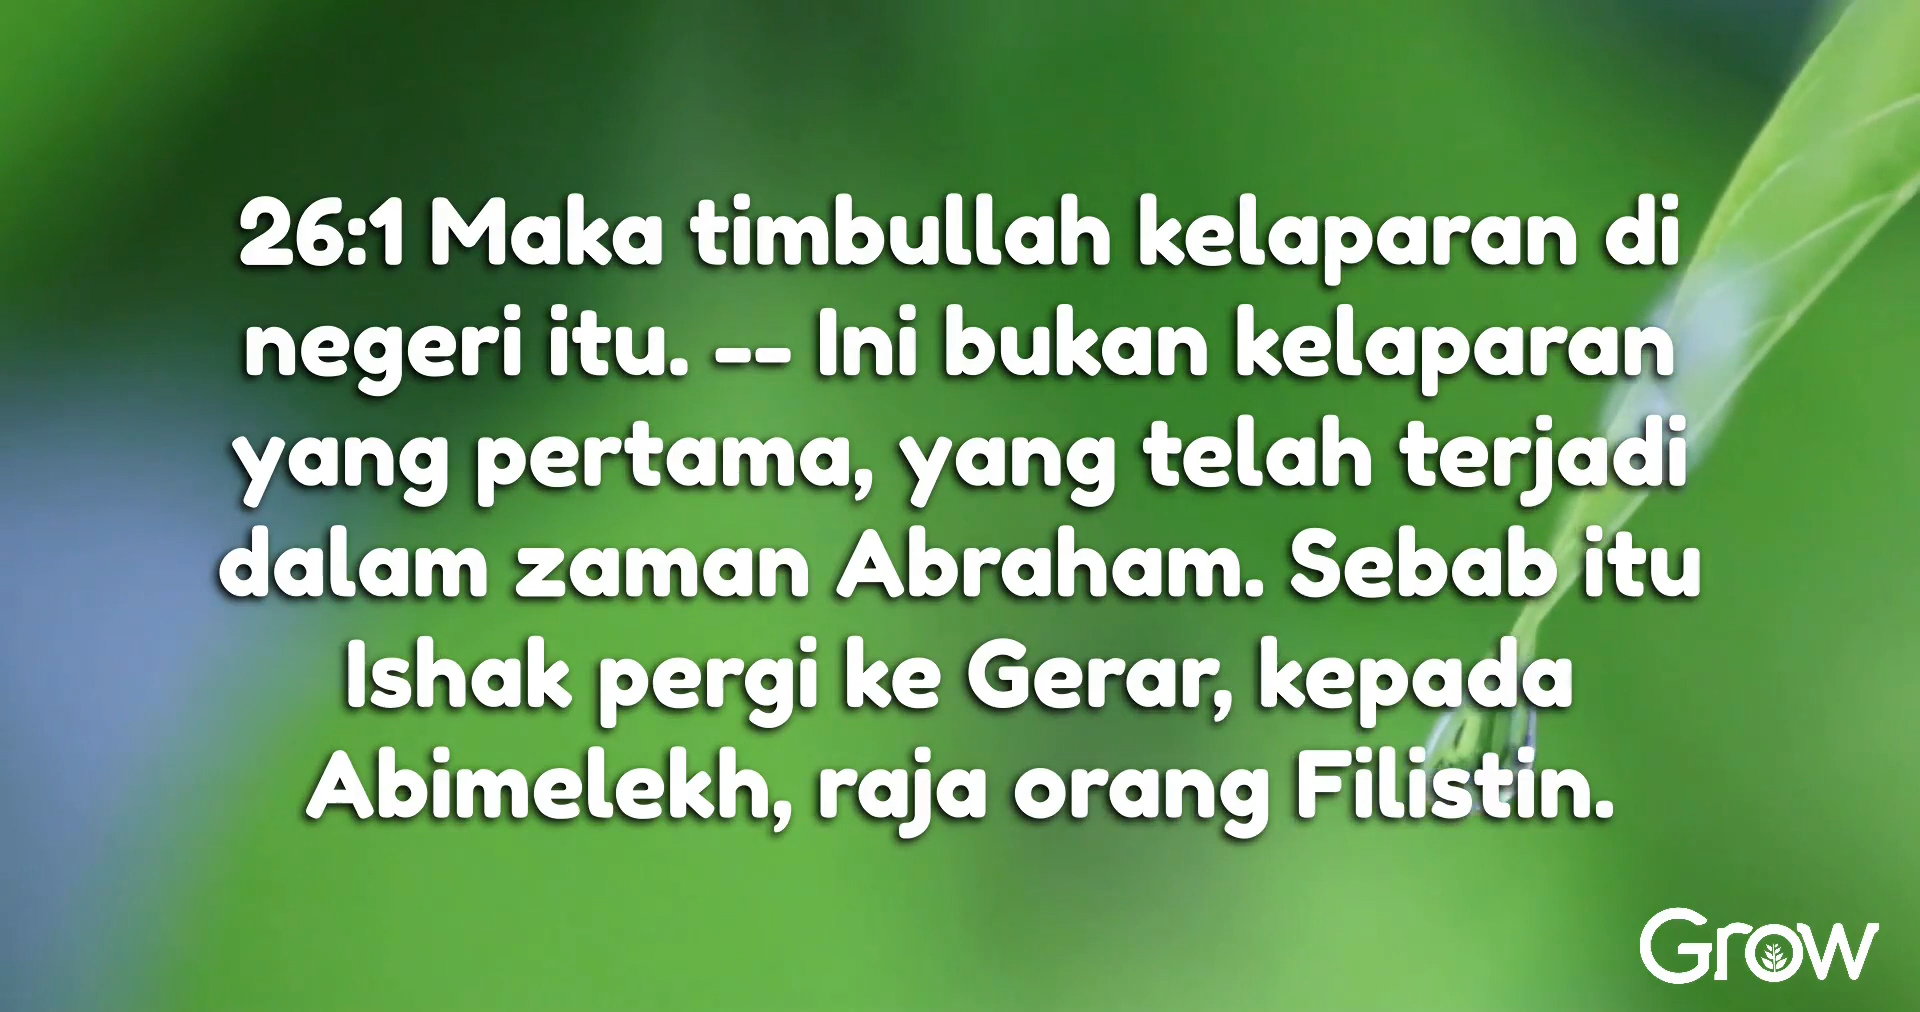 26:1 Maka timbullah kelaparan di
negeri itu. -- Ini bukan kelaparan
yang pertama, yang telah terjadi
dalam zaman Abraham. Sebab itu
Ishak pergi ke Gerar, kepada
Abimelekh, raja orang Filistin.
Grow